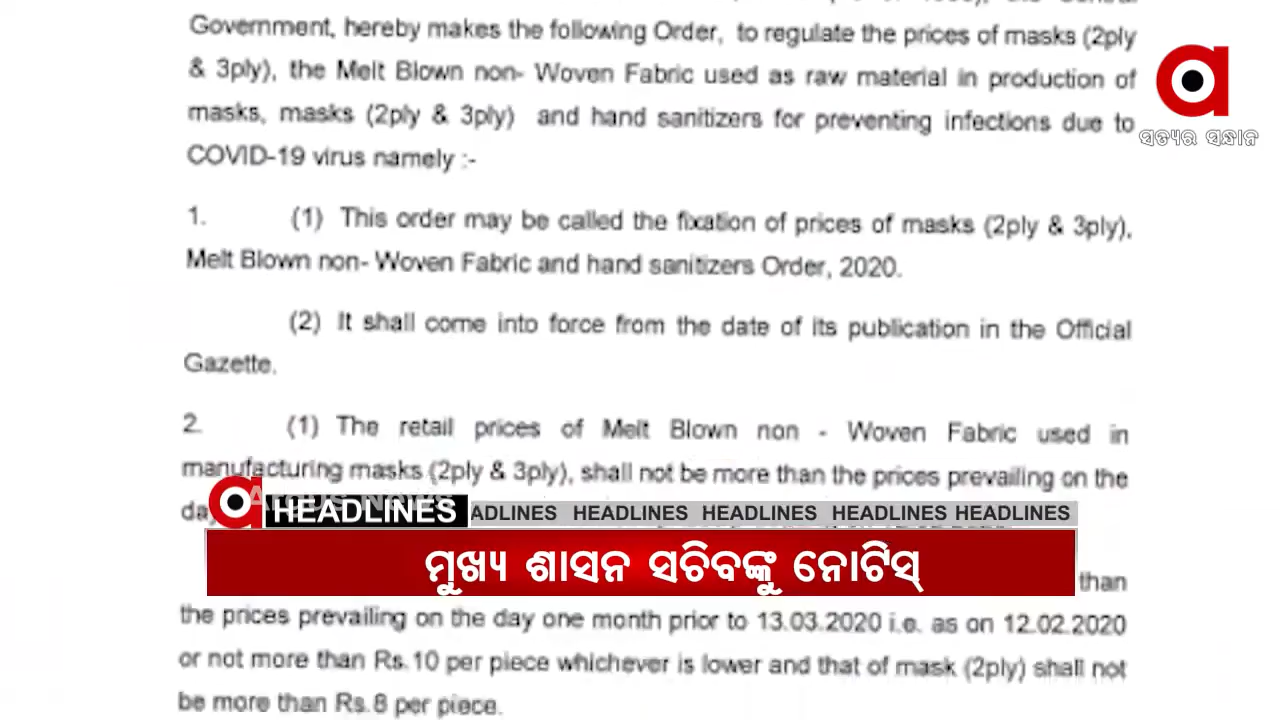 Government, hereby makes the following Order, to regulate the prices of masks (2ply
& 3ply), the Melt Blown non- Woven Fabric used as raw material in production of
masks, masks (2ply & 3ply) and hand sanitizers for preventing infections due to
COVID-19 virus namely :-
ସତ୍ୟର ସନ୍ଧାନ
1. (1) This order may be called the fixation of prices of masks (2ply & 3ply),
Melt Blown non- Woven Fabric and hand sanitizers Order, 2020.
(2) It shall come into force from the date of its publication in the Official
Gazette.
2. (1) The retail prices of Melt Blown non - Woven Fabric used in
manufacturing masks (2ply & 3ply), shall not be more than the prices prevailing on the
HEADLINES ADLINES HEADLINES HEADLINES HEADLINES HEADLINES
ମୁଖ୍ୟ ଶାସନ ସଚିବଙ୍କୁ ନୋଟିସ୍
than
the prices prevailing on the day one month prior to 13.03.2020 i.e. as on 12.02.2020
or not more than Rs.10 per piece whichever is lower and that of mask (2ply) shall not
be more than Rs.8 per piece.